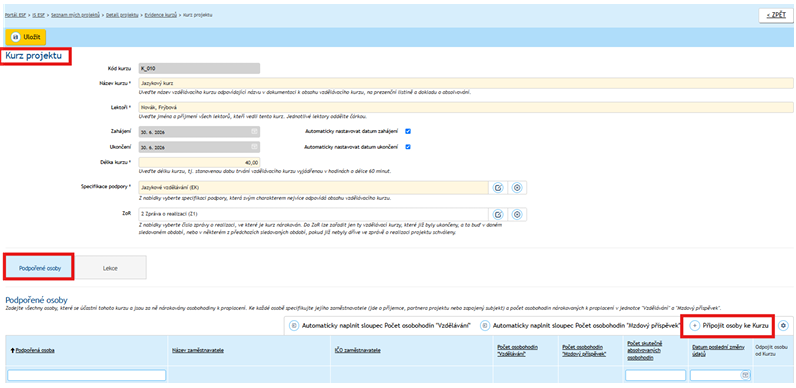 Portál ESF > IS ESF > Seznam mých projektů > Detail projektu > Evidence kurzů > Kurz projektu
< ZPĚT
Uložit
Kurz projektu
Kód kurzu K_010
Název kurzu * Jazykový kurz
Uveďte název vzdělávacího kurzu odpovídající názvu v dokumentaci k obsahu vzdělávacího kurzu, na prezenční listině a dokladu o absolvování.
Lektoři * Novák, Frýbová
Uveďte jména a příjmení všech lektorů, kteří vedli tento kurz. Jednotlivé lektory oddělte čárkou.
Zahájení 30. 6. 2026 Automaticky nastavovat datum zahájení
Ukončení 30. 6. 2026 Automaticky nastavovat datum ukončení
Délka kurzu * 40,00
Uveďte délku kurzu, tj. stanovenou dobu trvání vzdělávacího kurzu vyjádřenou v hodinách o délce 60 minut.
Specifikace podpory * Jazykové vzdělávání (EK)
Z nabídky vyberte specifikaci podpory, která svým charakterem nejvíce odpovídá obsahu vzdělávacího kurzu.
ZoR Z Zpráva o realizaci (Z1)
Z nabídky vyberte číslo zprávy o realizaci, ve které je kurz nárokován. Do ZoR lze zařadit jen ty vzdělávací kurzy, které již byly ukončeny, a to buď v daném
sledovaném období, nebo v některém z předchozích sledovaných období, pokud již nebyly dříve ve zprávě o realizaci projektu schváleny.
Podpořené osoby Lekce
Podpořené osoby
Zadejte všechny osoby, které se účastní tohoto kurzu a jsou za ně nárokovány osobohodiny k proplacení. Ke každé osobě specifikujte jejího zaměstnavatele (jde o příjemce, partnera projektu nebo zapojený subjekt) a počet osobohodin nárokovaných k proplacení v jednotce "Vzdělávání" a "Mzdový příspěvek".
Automaticky naplnit sloupec Počet osobohodin "Vzdělávání" Automaticky naplnit sloupec Počet osobohodin "Mzdový příspěvek" Připojit osoby ke Kurzu
Podpořená osoba Název zaměstnavatele IČO zaměstnavatele Počet osobohodin "Vzdělávání" Počet osobohodin "Mzdový příspěvek" Počet skutečně absolvovaných osobohodin Datum poslední změny údajů Odpojit osobu od Kurzu